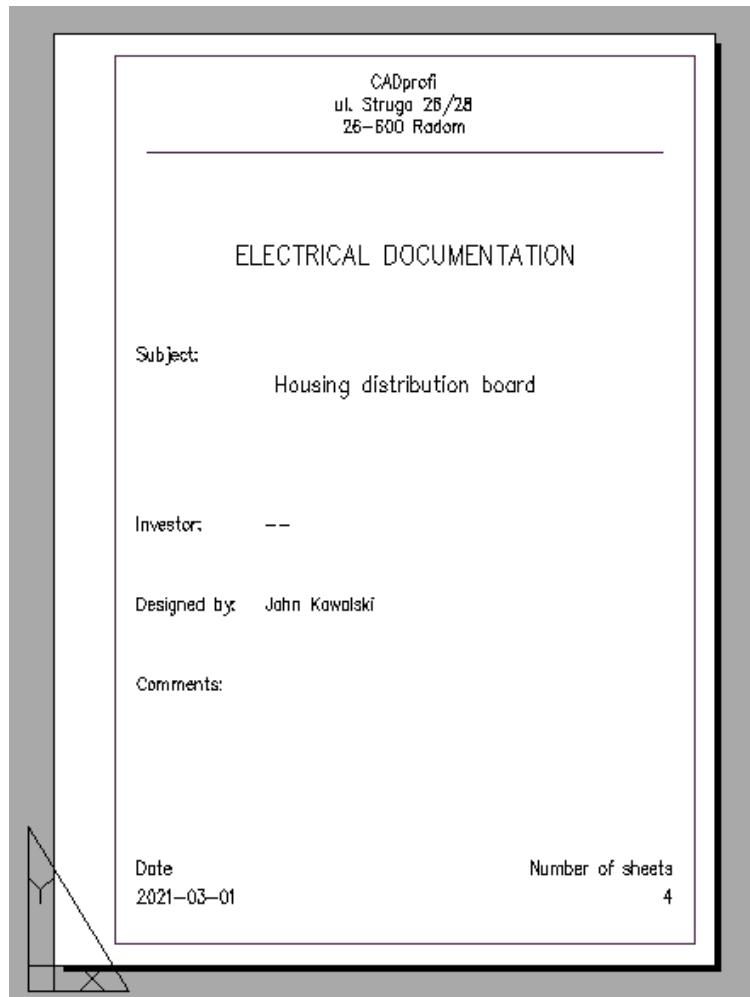 CADprofi
ul. Struga 26/28
26-600 Radom
ELECTRICAL DOCUMENTATION
Subject:
Housing distribution board
Investor: --
Designed by: John Kowalski
Comments:
Date Number of sheets
2021-03-01 4
Y
X